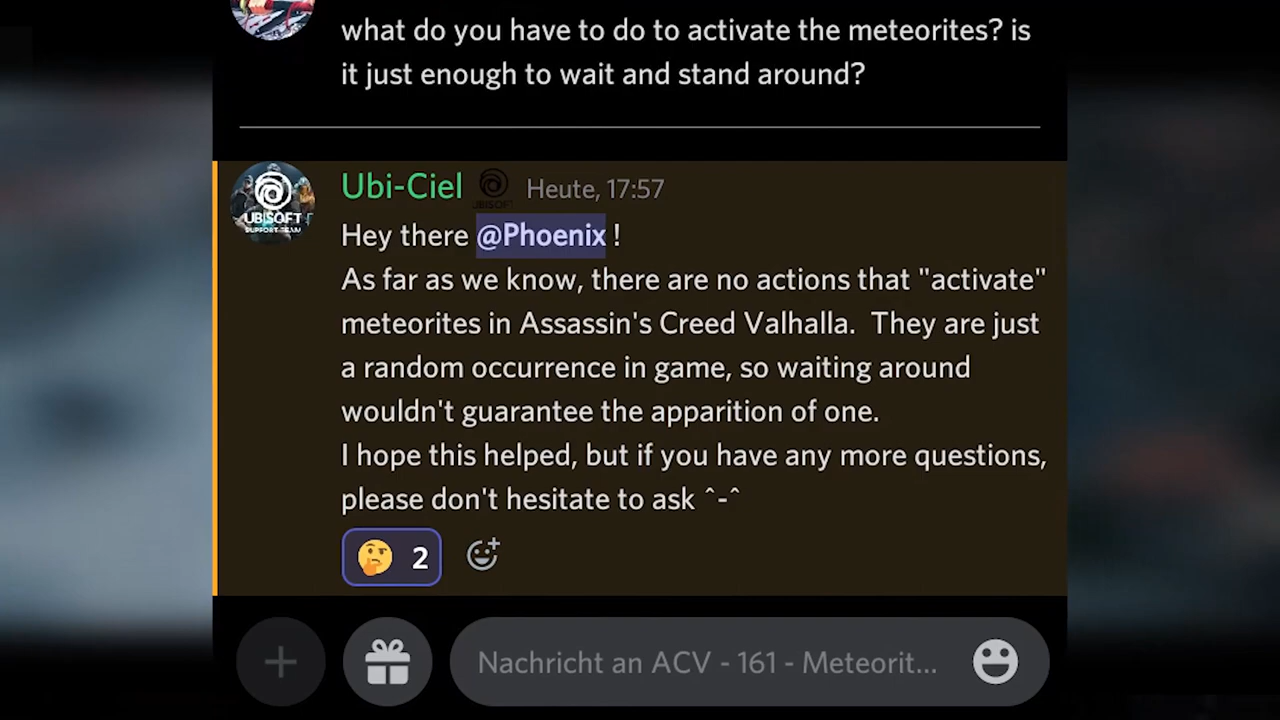 what do you have to do to activate the meteorites? is
it just enough to wait and stand around?
Ubi-Ciel
UBISOFT
Heute, 17:57
UBISOFT
SUPPORT-TEAM
Hey there @Phoenix !
As far as we know, there are no actions that "activate"
meteorites in Assassin's Creed Valhalla.  They are just
a random occurrence in game, so waiting around
wouldn't guarantee the apparition of one.
I hope this helped, but if you have any more questions,
please don't hesitate to ask ^-^
🤔 2
Nachricht an ACV - 161 - Meteorit...